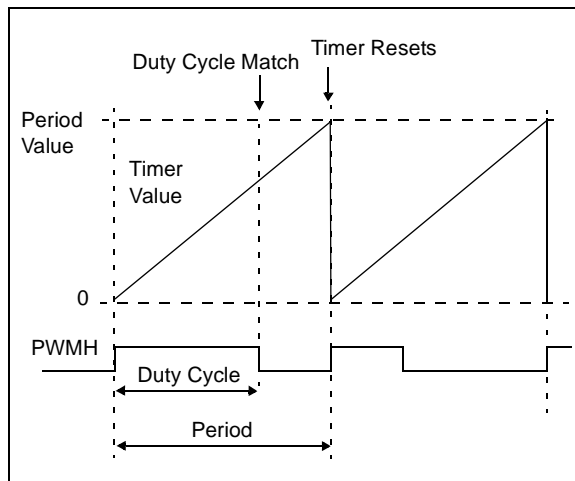 Timer Resets
Duty Cycle Match
Period
Value
Timer
Value
0
PWMH
Duty Cycle
Period